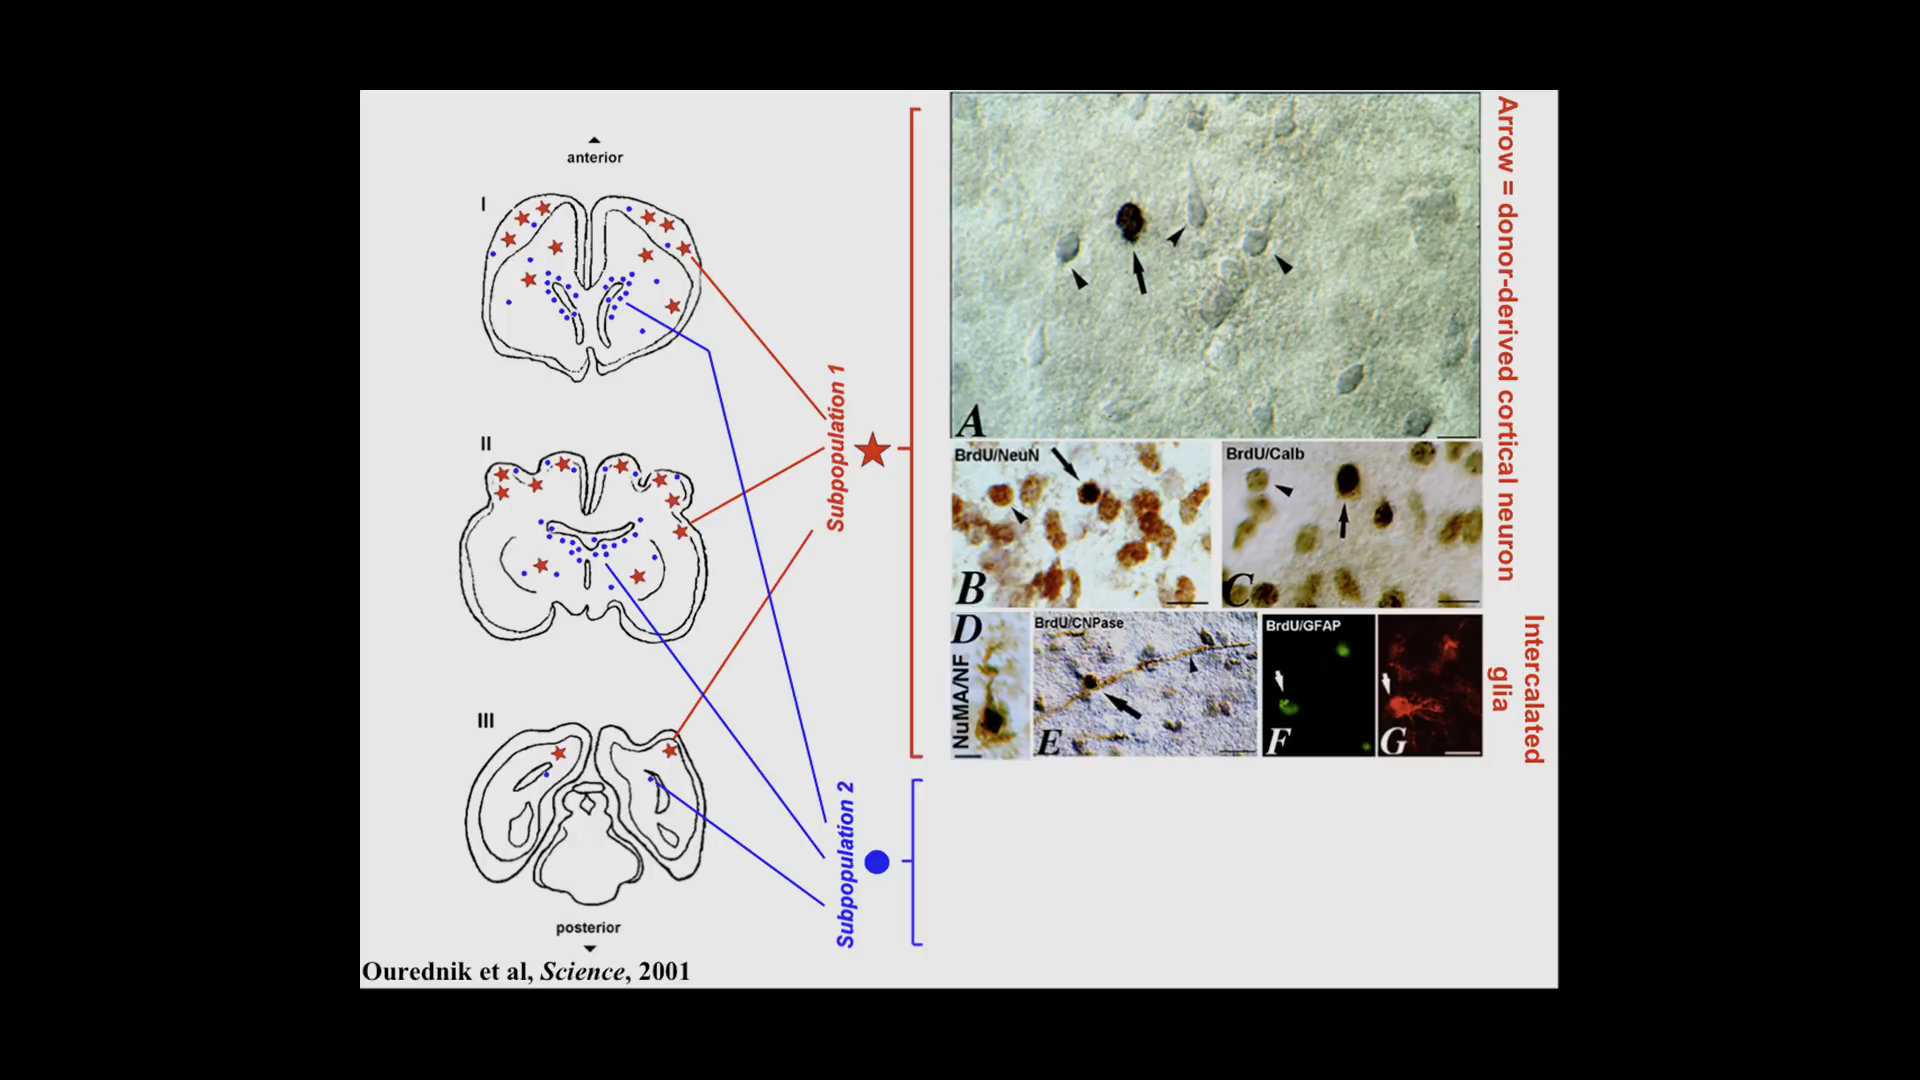 anterior
I
II
III
posterior
Ourednik et al, Science, 2001
Subpopulation 1
Subpopulation 2
A
BrdU/NeuN
B
BrdU/Calb
C
D
NuMA/NF
BrdU/CNPase
E
BrdU/GFAP
F
G
Arrow = donor-derived cortical neuron
Intercalated
glia